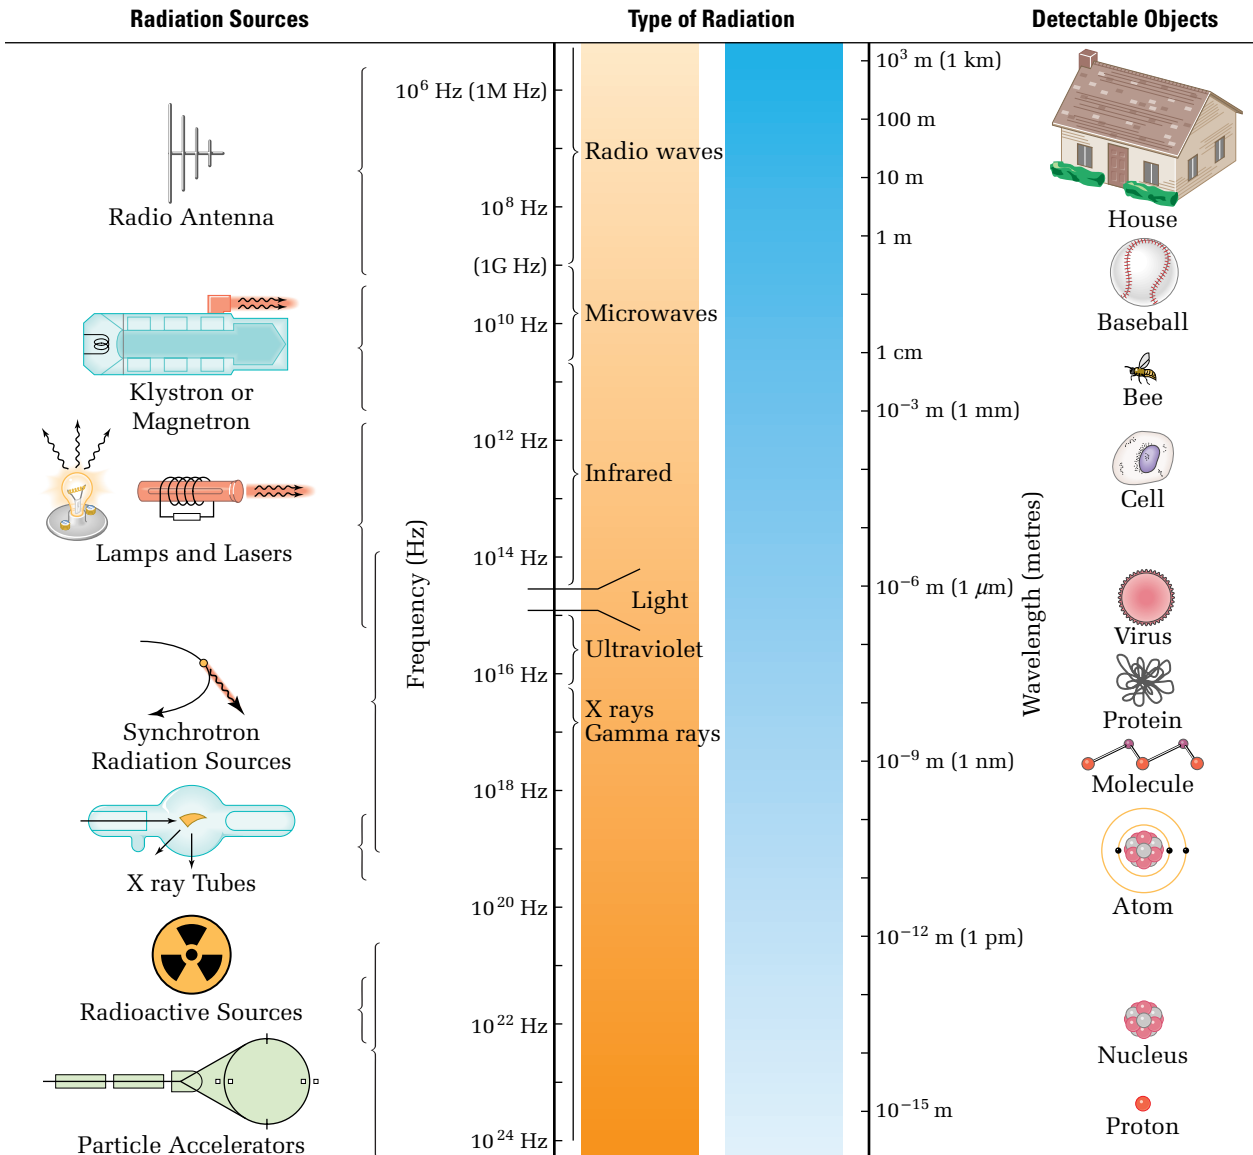 Radiation Sources
Type of Radiation
Detectable Objects
Radio Antenna
Klystron or
Magnetron
Lamps and Lasers
Synchrotron
Radiation Sources
X ray Tubes
Radioactive Sources
Particle Accelerators
Frequency (Hz)
10⁶ Hz (1M Hz)
10⁸ Hz
(1G Hz)
10¹⁰ Hz
10¹² Hz
10¹⁴ Hz
10¹⁶ Hz
10¹⁸ Hz
10²⁰ Hz
10²² Hz
10²⁴ Hz
Radio waves
Microwaves
Infrared
Light
Ultraviolet
X rays
Gamma rays
10³ m (1 km)
100 m
10 m
1 m
1 cm
10⁻³ m (1 mm)
10⁻⁶ m (1 μm)
10⁻⁹ m (1 nm)
10⁻¹² m (1 pm)
10⁻¹⁵ m
Wavelength (metres)
House
Baseball
Bee
Cell
Virus
Protein
Molecule
Atom
Nucleus
Proton